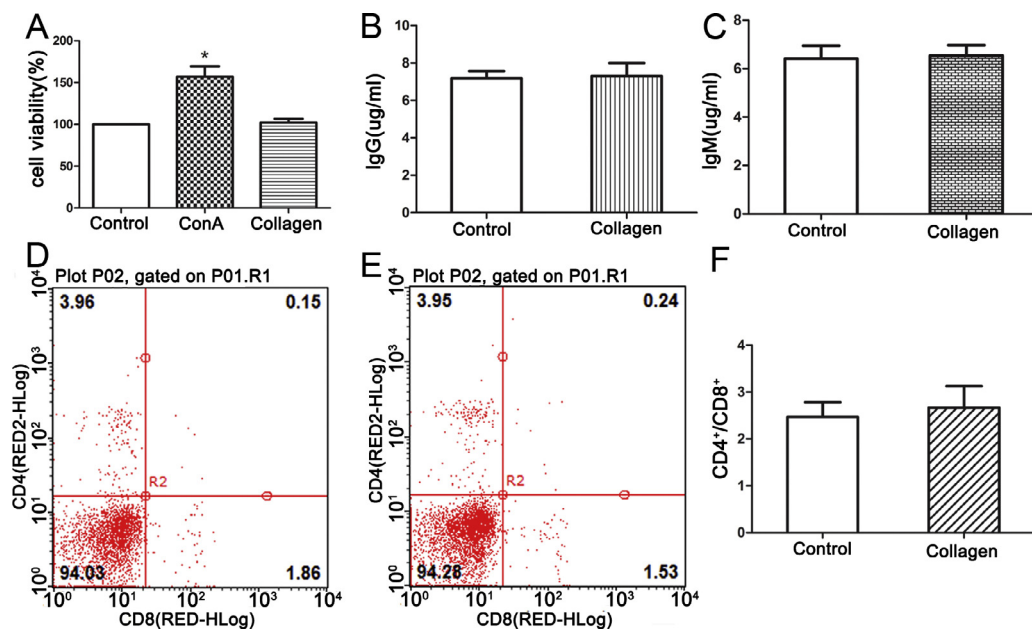 A
cell viability(%)
200
150
100
50
0
*
Control
ConA
Collagen
B
IgG(ug/ml)
10
8
6
4
2
0
Control
Collagen
C
IgM(ug/ml)
8
6
4
2
0
Control
Collagen
D
Plot P02, gated on P01.R1
3.96
0.15
R2
94.03
1.86
CD4(RED2-HLog)
10⁴
10³
10²
10¹
10⁰
10⁰
10¹
10²
10³
10⁴
CD8(RED-HLog)
E
Plot P02, gated on P01.R1
3.95
0.24
R2
94.28
1.53
CD4(RED2-HLog)
10⁴
10³
10²
10¹
10⁰
10⁰
10¹
10²
10³
10⁴
CD8(RED-HLog)
F
CD4⁺/CD8⁺
4
3
2
1
0
Control
Collagen